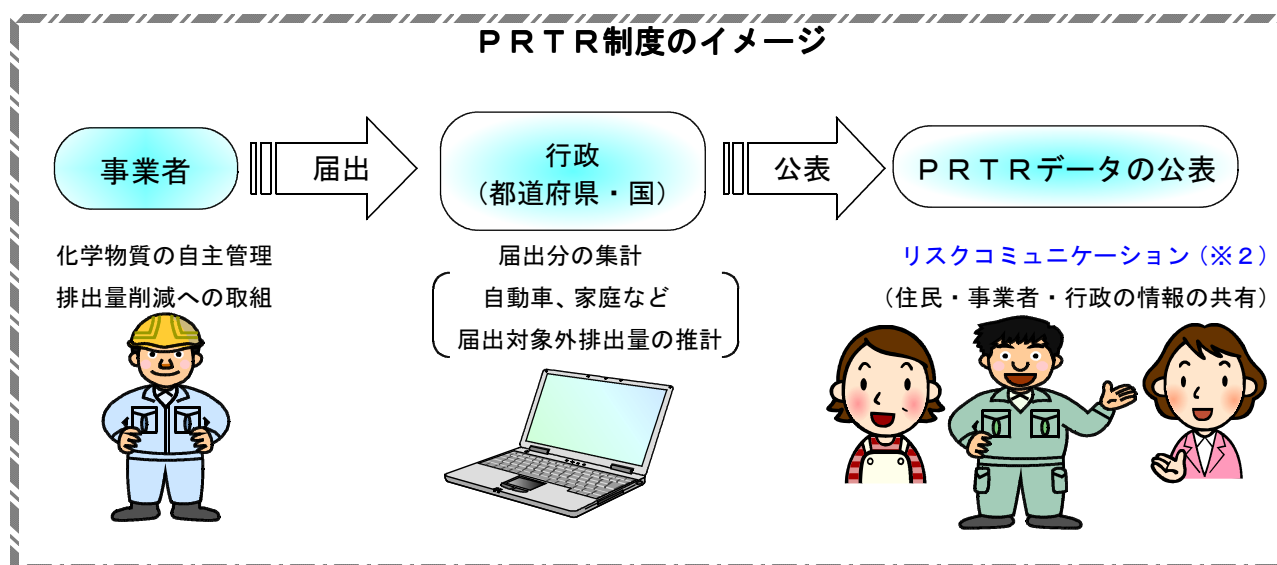 PRTR制度のイメージ
事業者
届出
行政
(都道府県・国)
公表
PRTRデータの公表
化学物質の自主管理
排出量削減への取組
届出分の集計
自動車、家庭など
届出対象外排出量の推計
リスクコミュニケーション(※2)
(住民・事業者・行政の情報の共有)